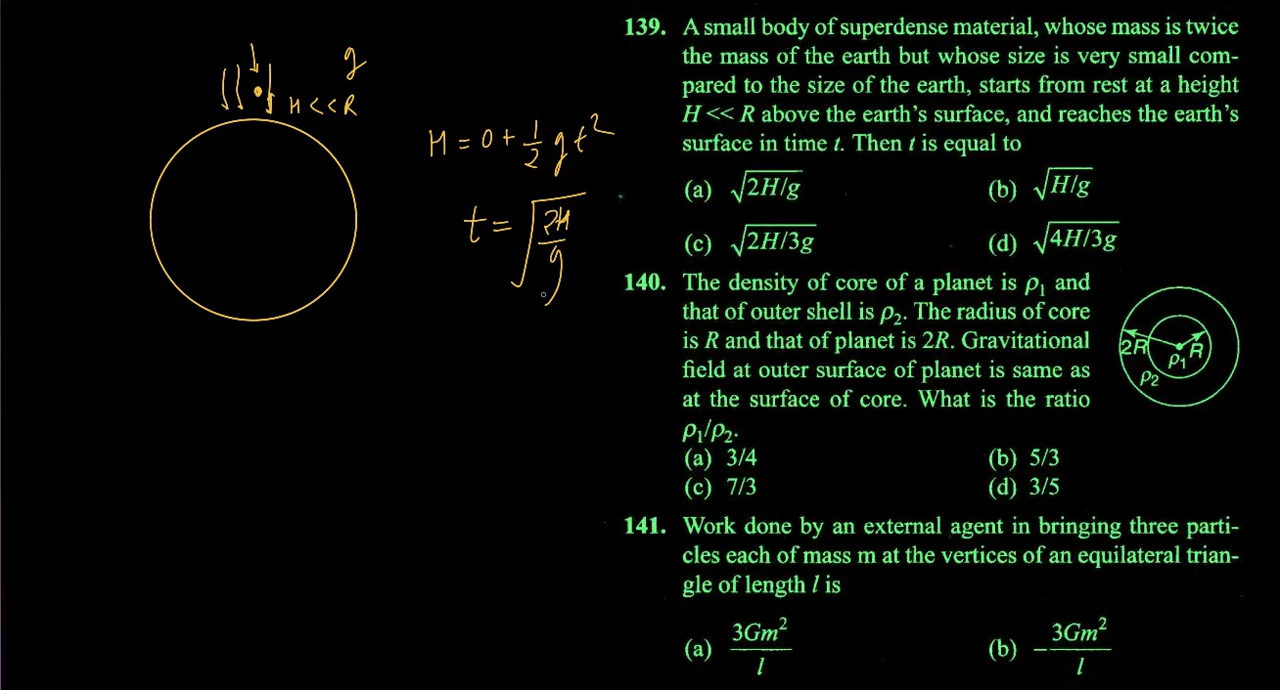 g
H << R
H = 0 + 1/2 g t²
t = √(2H/g)
139. A small body of superdense material, whose mass is twice
the mass of the earth but whose size is very small com-
pared to the size of the earth, starts from rest at a height
H << R above the earth's surface, and reaches the earth's
surface in time t. Then t is equal to
(a) √(2H/g) (b) √(H/g)
(c) √(2H/3g) (d) √(4H/3g)
140. The density of core of a planet is ρ₁ and
that of outer shell is ρ₂. The radius of core
is R and that of planet is 2R. Gravitational
field at outer surface of planet is same as
at the surface of core. What is the ratio
ρ₁/ρ₂.
(a) 3/4 (b) 5/3
(c) 7/3 (d) 3/5
2R R
ρ₁
ρ₂
141. Work done by an external agent in bringing three parti-
cles each of mass m at the vertices of an equilateral trian-
gle of length l is
(a) 3Gm²/l (b) −3Gm²/l